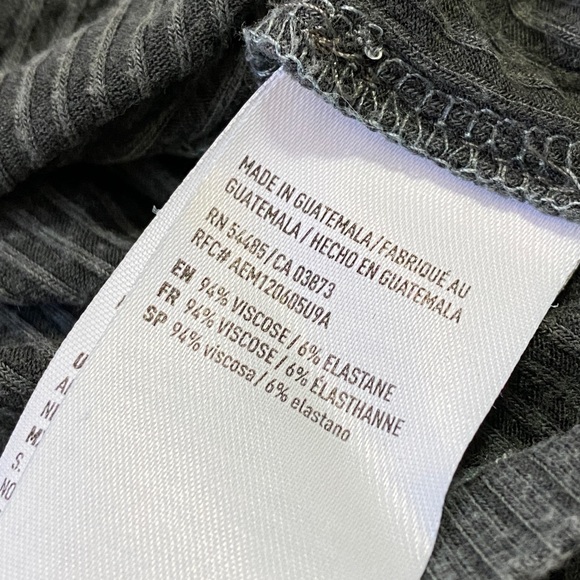 MADE IN GUATEMALA / FABRIQUÉ AU
GUATEMALA / HECHO EN GUATEMALA
RN 54485 / CA 03873
RFC# AEM120605U9A
EN 94% VISCOSE / 6% ELASTANE
FR 94% VISCOSE / 6% ÉLASTHANNE
SP 94% viscosa / 6% elastano